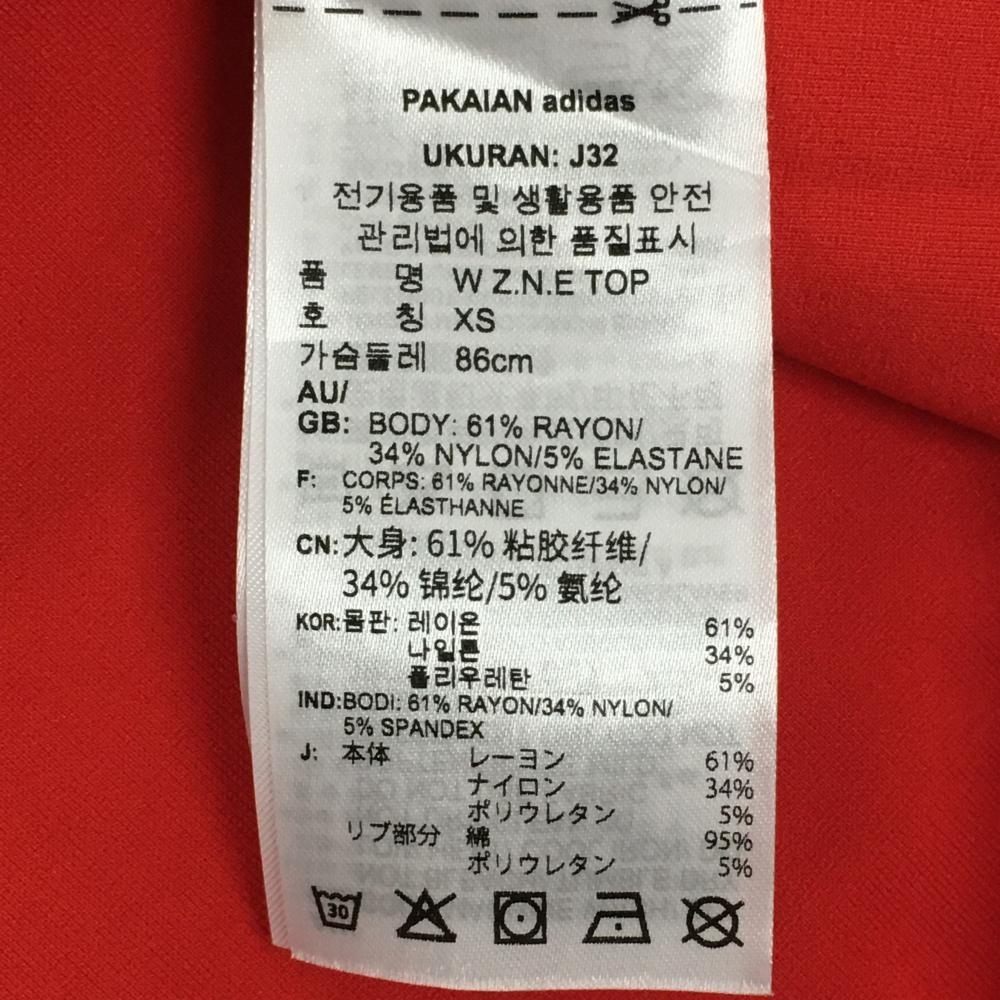 PAKAIAN adidas
UKURAN: J32
전기용품 및 생활용품 안전
관리법에 의한 품질표시
품 명 W Z.N.E TOP
호 칭 XS
가슴둘레 86cm
AU/
GB: BODY: 61% RAYON/
34% NYLON/5% ELASTANE
F: CORPS: 61% RAYONNE/34% NYLON/
5% ÉLASTHANNE
CN: 大身: 61% 粘胶纤维/
34% 锦纶/5% 氨纶
KOR: 몸판: 레이온 61%
나일론 34%
폴리우레탄 5%
IND: BODI: 61% RAYON/34% NYLON/
5% SPANDEX
J: 本体 レーヨン 61%
ナイロン 34%
ポリウレタン 5%
リブ部分 綿 95%
ポリウレタン 5%
30